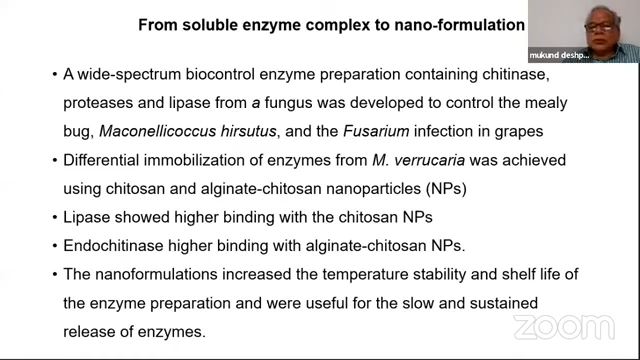 From soluble enzyme complex to nano-formulation
mukund deshp...
• A wide-spectrum biocontrol enzyme preparation containing chitinase,
proteases and lipase from a fungus was developed to control the mealy
bug, Maconellicoccus hirsutus, and the Fusarium infection in grapes
• Differential immobilization of enzymes from M. verrucaria was achieved
using chitosan and alginate-chitosan nanoparticles (NPs)
• Lipase showed higher binding with the chitosan NPs
• Endochitinase higher binding with alginate-chitosan NPs.
• The nanoformulations increased the temperature stability and shelf life of
the enzyme preparation and were useful for the slow and sustained
release of enzymes.
zoom